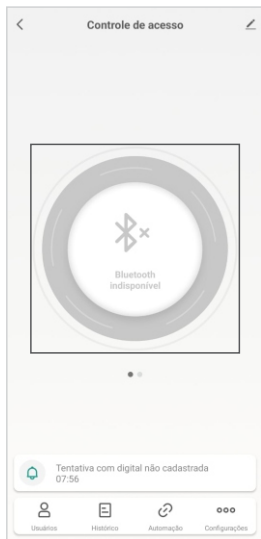 Controle de acesso
Bluetooth
indisponível
Tentativa com digital não cadastrada
07:56
Usuários Histórico Automação Configurações